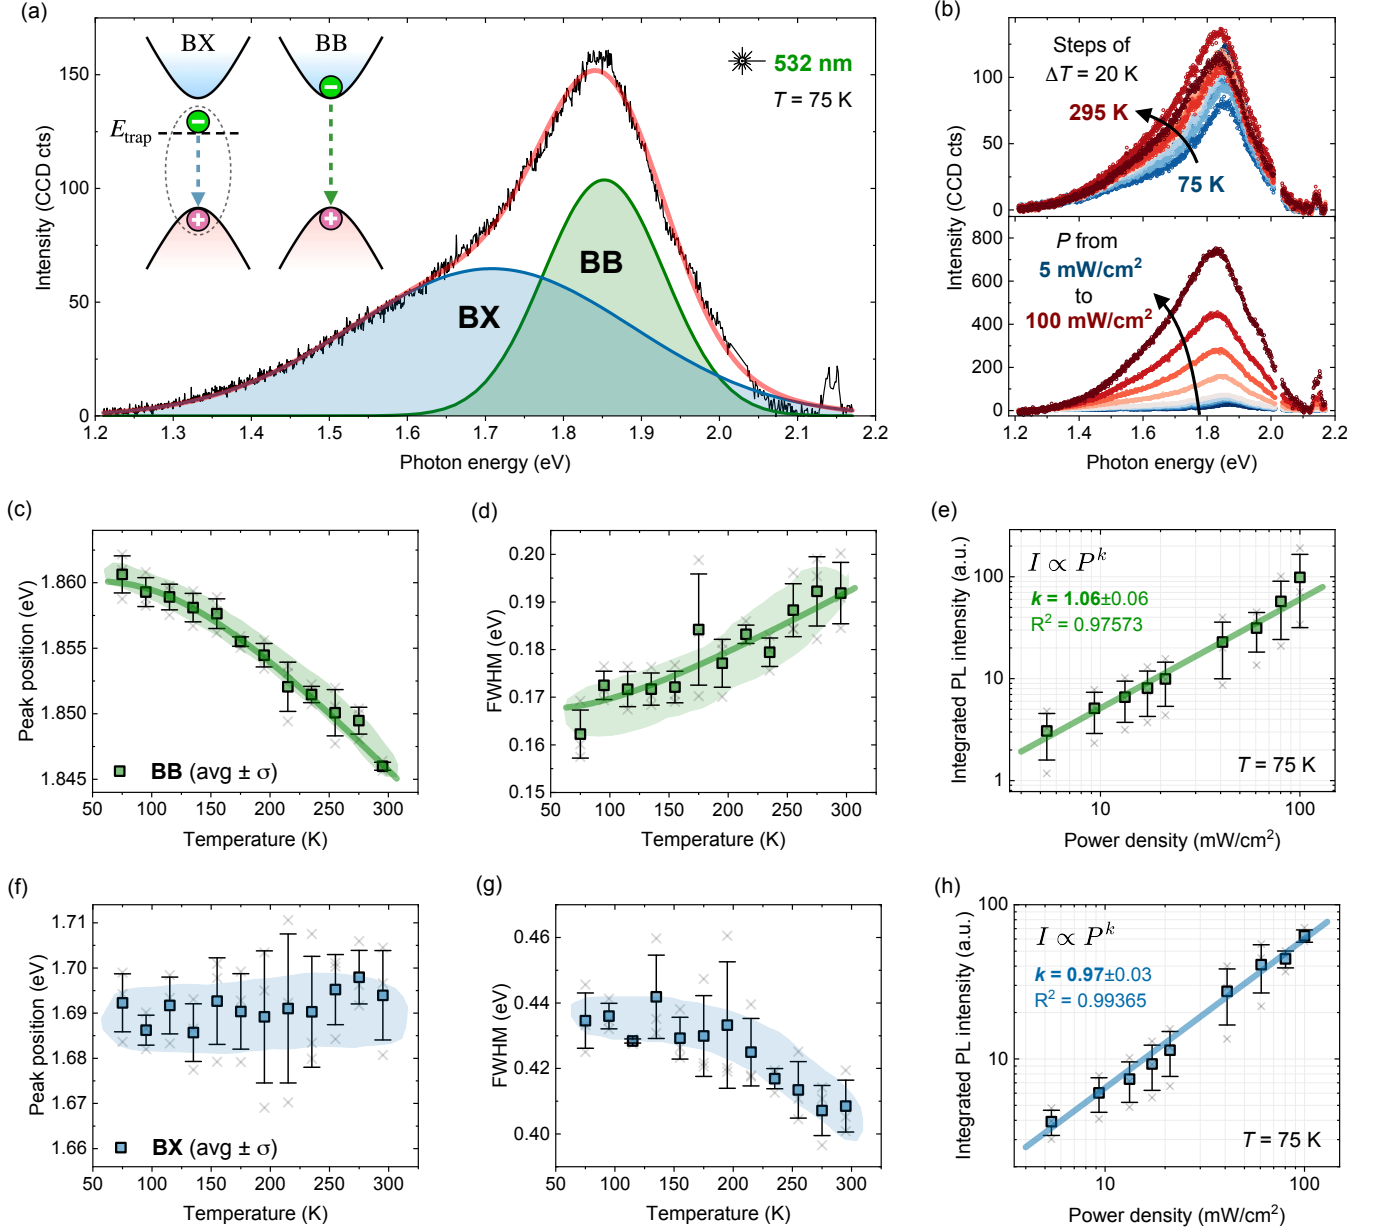 (a)
BX
BB
E_trap
532 nm
T = 75 K
BX
BB
Intensity (CCD cts)
150
100
50
0
1.2 1.3 1.4 1.5 1.6 1.7 1.8 1.9 2.0 2.1 2.2
Photon energy (eV)
(b)
Steps of
ΔT = 20 K
295 K
75 K
Intensity (CCD cts)
100
50
0
P from
5 mW/cm²
to
100 mW/cm²
Intensity (CCD cts)
800
600
400
200
0
1.2 1.4 1.6 1.8 2.0 2.2
Photon energy (eV)
(c)
Peak position (eV)
1.860
1.855
1.850
1.845
BB (avg ± σ)
50 100 150 200 250 300
Temperature (K)
(d)
FWHM (eV)
0.20
0.19
0.18
0.17
0.16
0.15
50 100 150 200 250 300
Temperature (K)
(e)
Integrated PL intensity (a.u.)
100
10
1
I ∝ P^k
k = 1.06±0.06
R² = 0.97573
T = 75 K
10 100
Power density (mW/cm²)
(f)
Peak position (eV)
1.71
1.70
1.69
1.68
1.67
1.66
BX (avg ± σ)
50 100 150 200 250 300
Temperature (K)
(g)
FWHM (eV)
0.46
0.44
0.42
0.40
50 100 150 200 250 300
Temperature (K)
(h)
Integrated PL intensity (a.u.)
100
10
I ∝ P^k
k = 0.97±0.03
R² = 0.99365
T = 75 K
10 100
Power density (mW/cm²)